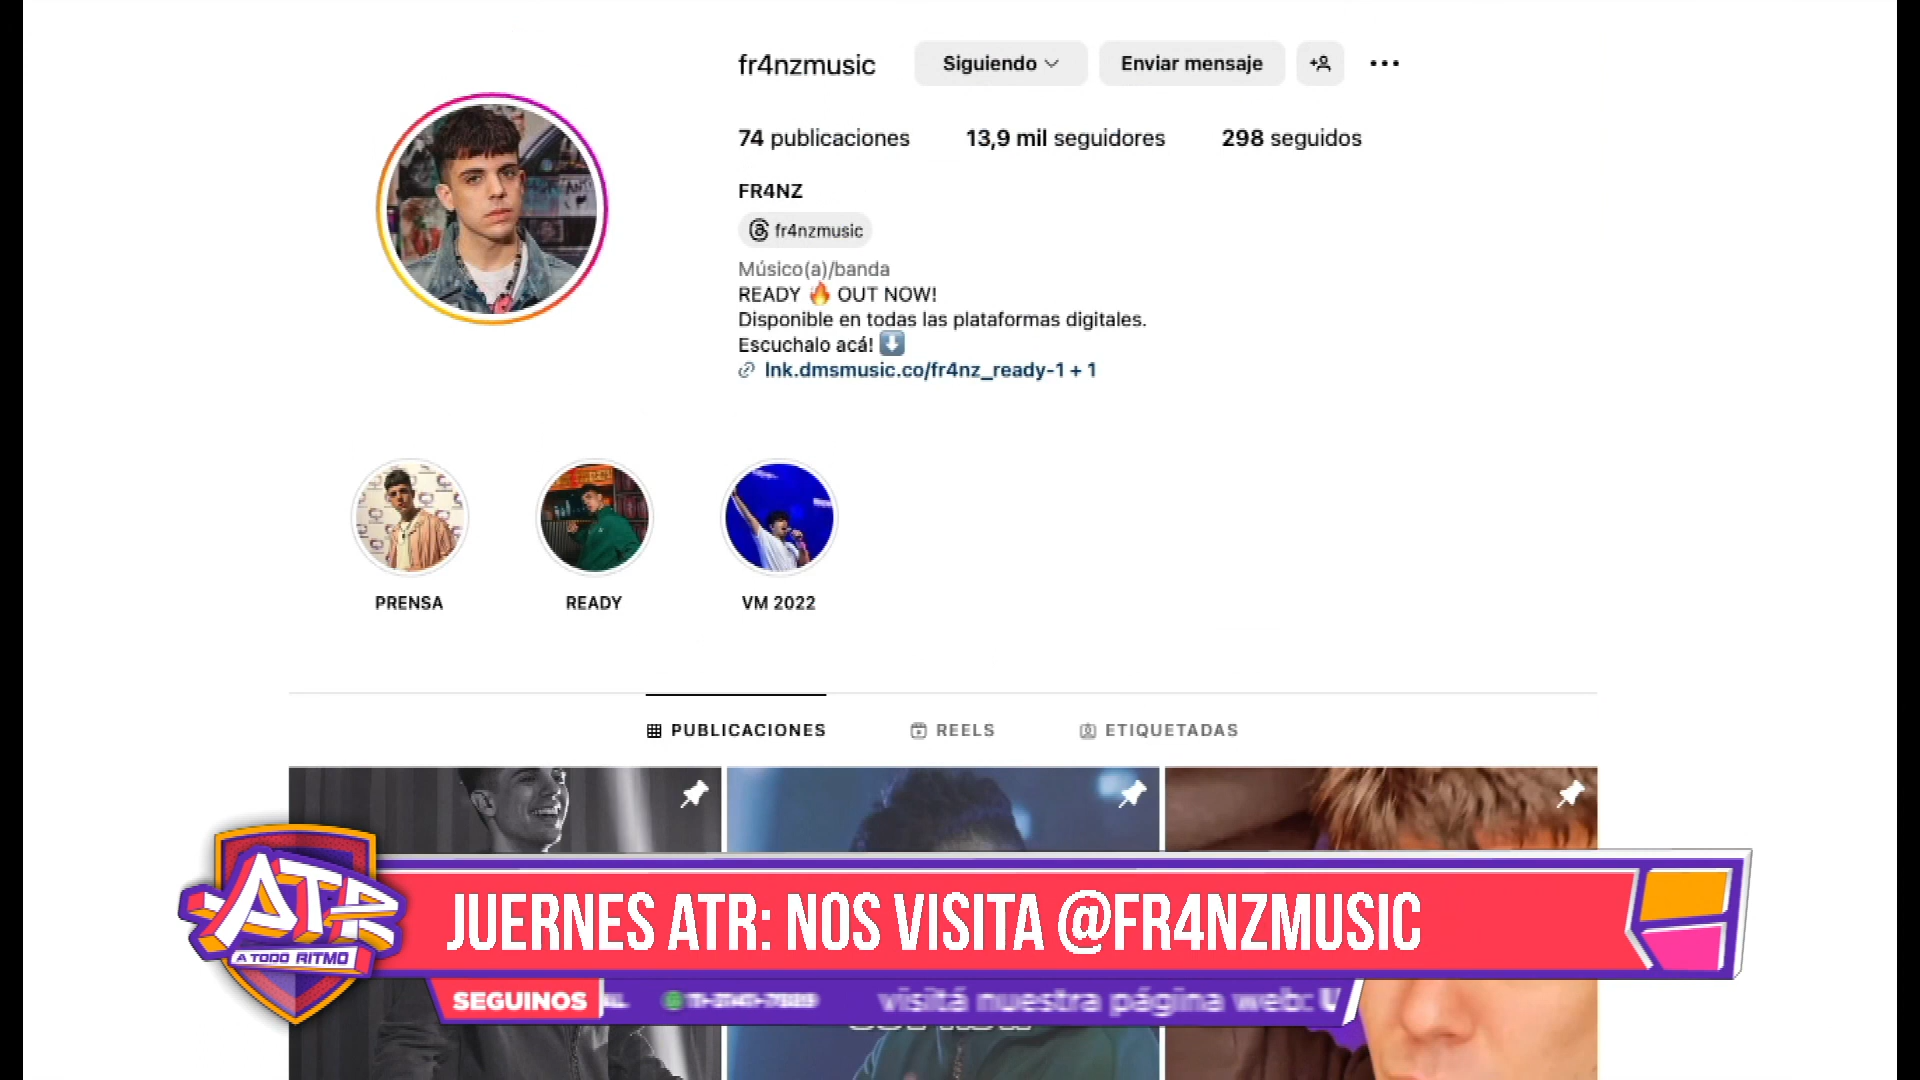 fr4nzmusic
Siguiendo
Enviar mensaje
74 publicaciones
13,9 mil seguidores
298 seguidos
FR4NZ
fr4nzmusic
Músico(a)/banda
READY 🔥 OUT NOW!
Disponible en todas las plataformas digitales.
Escuchalo acá! ⬇️
lnk.dmsmusic.co/fr4nz_ready-1 + 1
PRENSA
READY
VM 2022
PUBLICACIONES
REELS
ETIQUETADAS
ATR
A TODO RITMO
JUERNES ATR: NOS VISITA @FR4NZMUSIC
SEGUINOS
visitá nuestra página web: